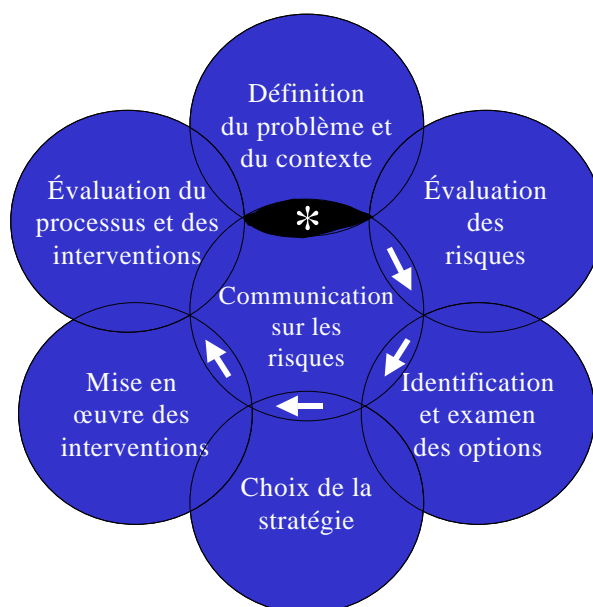 Définition
du problème et
du contexte
*
Évaluation
des
risques
Identification
et examen
des options
Choix de la
stratégie
Mise en
œuvre des
interventions
Évaluation du
processus et des
interventions
Communication
sur les
risques